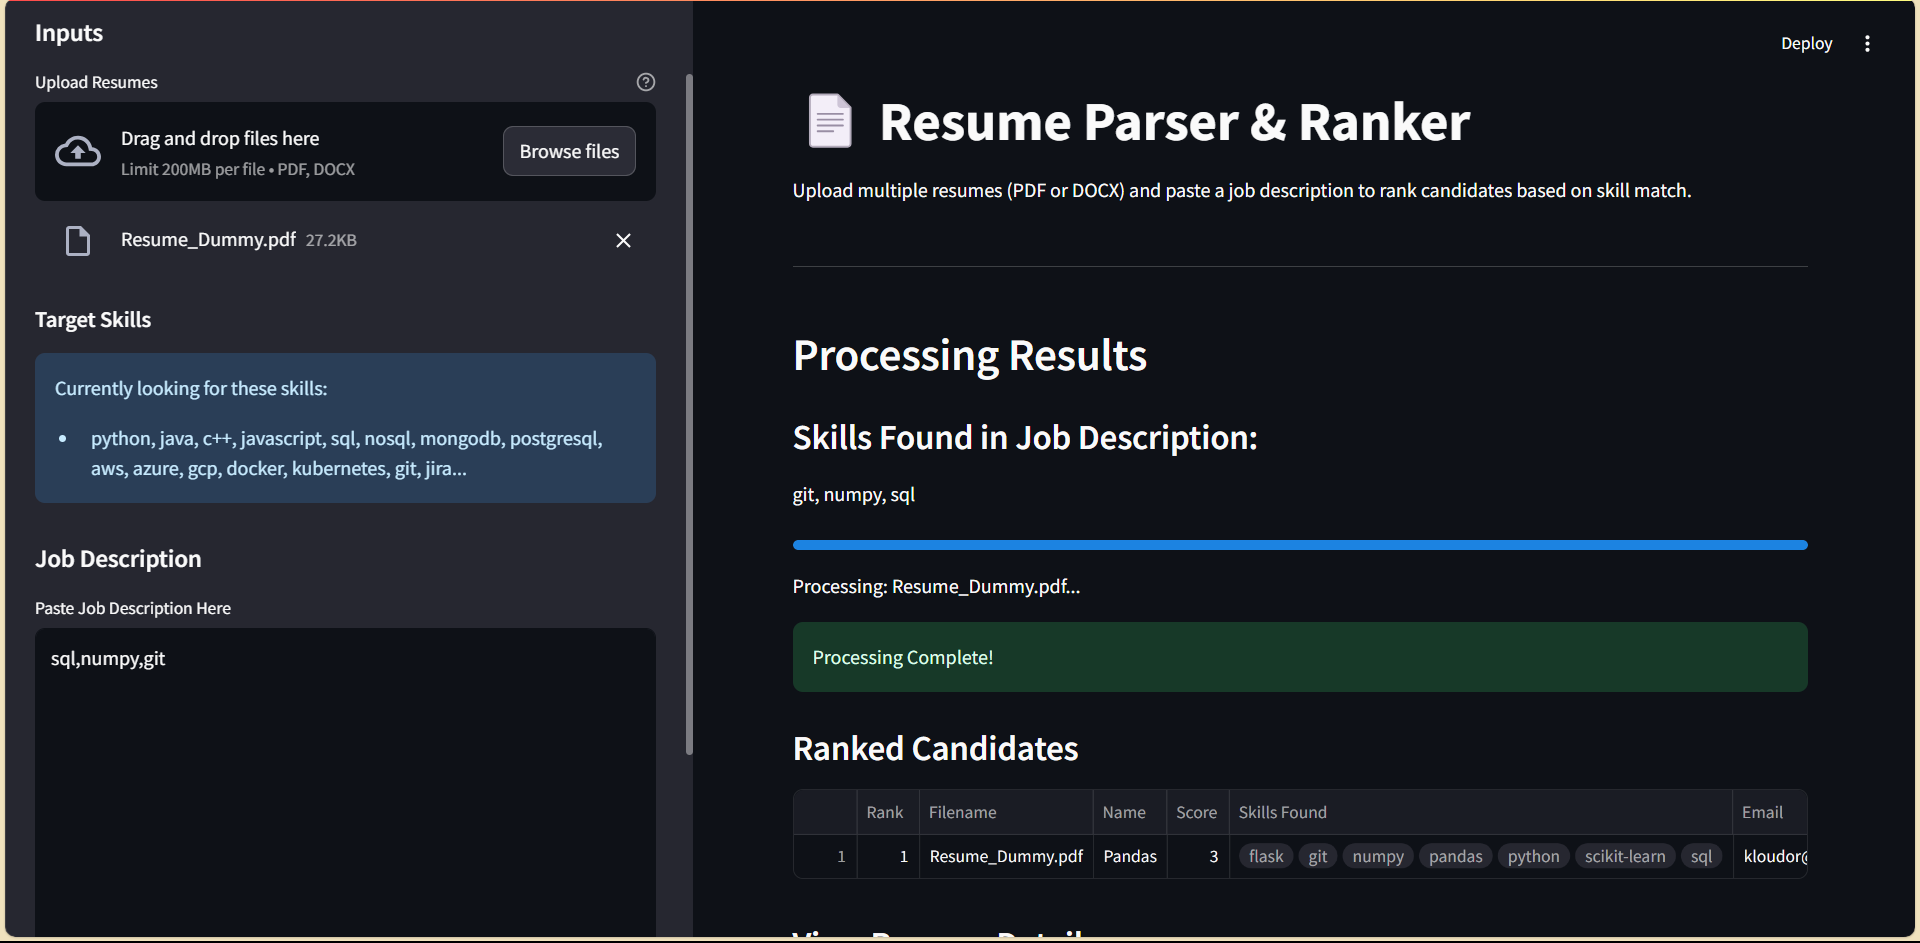 Inputs
Upload Resumes
Drag and drop files here
Limit 200MB per file • PDF, DOCX
Browse files
Resume_Dummy.pdf 27.2KB
Target Skills
Currently looking for these skills:
• python, java, c++, javascript, sql, nosql, mongodb, postgresql,
aws, azure, gcp, docker, kubernetes, git, jira...
Job Description
Paste Job Description Here
sql,numpy,git
Deploy
Resume Parser & Ranker
Upload multiple resumes (PDF or DOCX) and paste a job description to rank candidates based on skill match.
Processing Results
Skills Found in Job Description:
git, numpy, sql
Processing: Resume_Dummy.pdf...
Processing Complete!
Ranked Candidates
Rank Filename Name Score Skills Found Email
1 1 Resume_Dummy.pdf Pandas 3 flask git numpy pandas python scikit-learn sql kloudor@